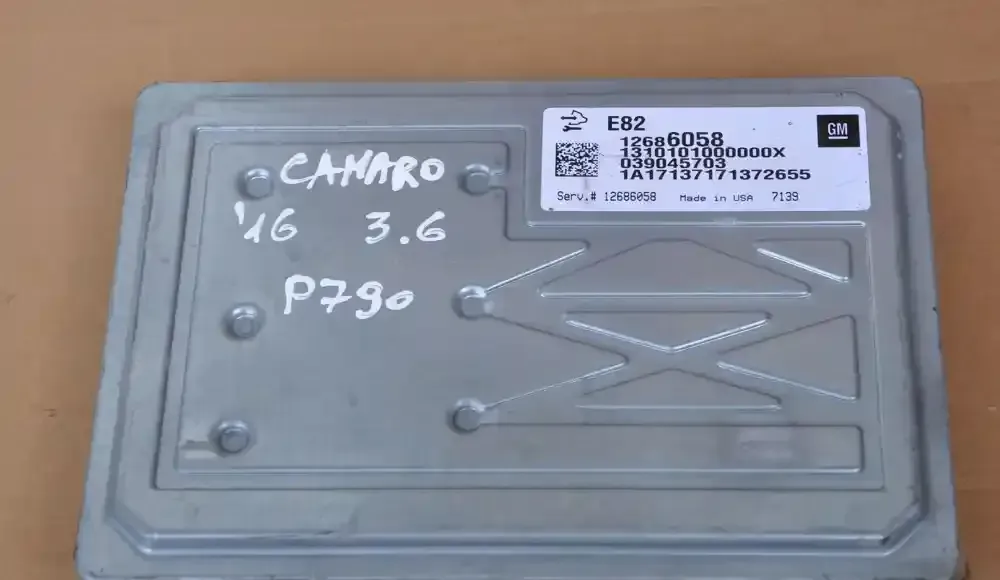 E82
GM
12686058
1310101000000X
039045703
1A17137171372655
Serv.# 12686058 Made in USA 7139
CAMARO
'16 3.6
P790